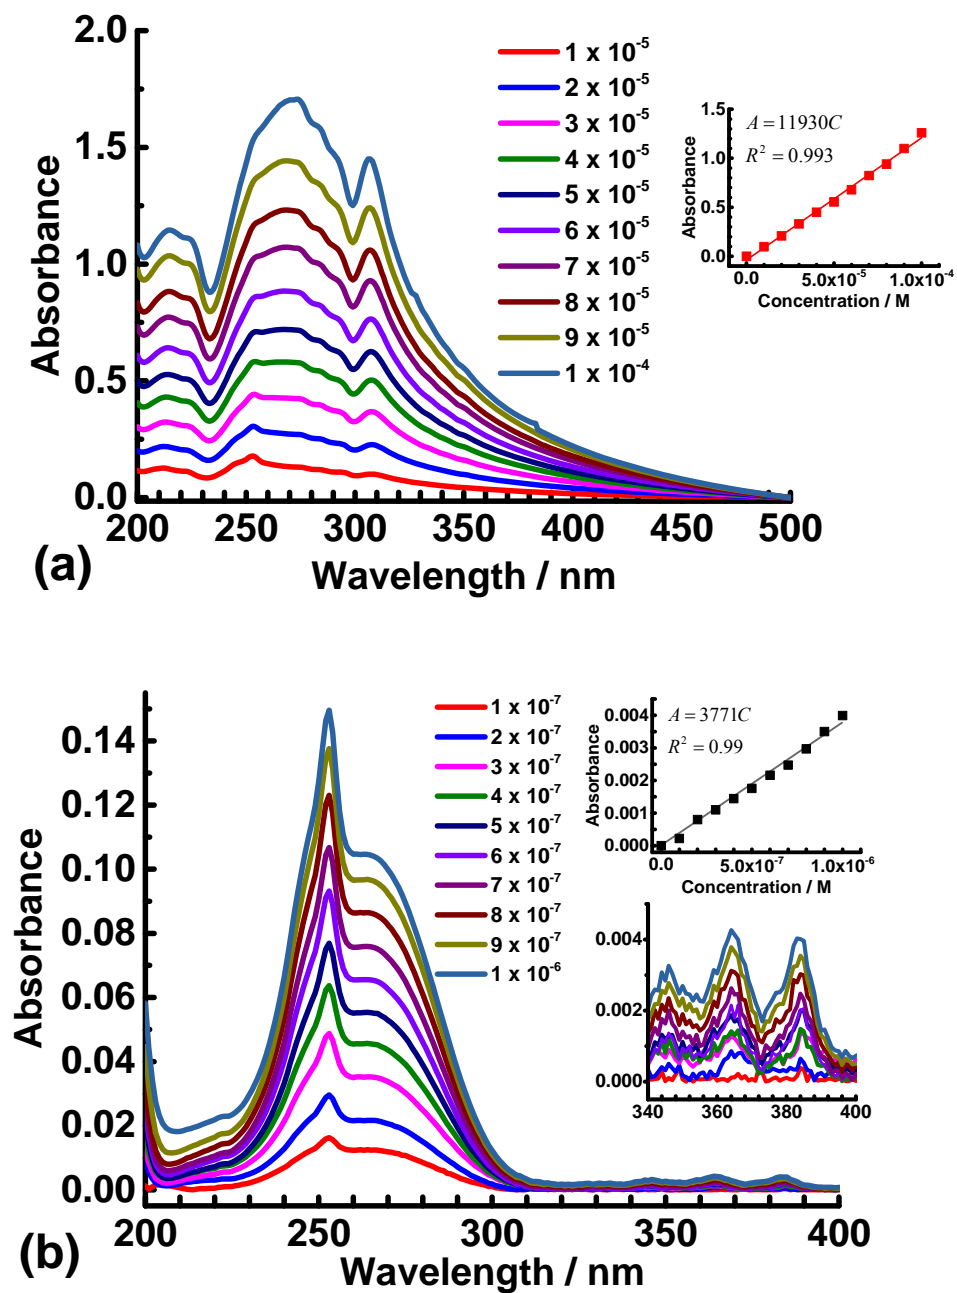 2.0
1.5
1.0
0.5
0.0
Absorbance
200 250 300 350 400 450 500
Wavelength / nm
(a)
1 x 10⁻⁵
2 x 10⁻⁵
3 x 10⁻⁵
4 x 10⁻⁵
5 x 10⁻⁵
6 x 10⁻⁵
7 x 10⁻⁵
8 x 10⁻⁵
9 x 10⁻⁵
1 x 10⁻⁴
1.5
1.0
0.5
0.0
Absorbance
A = 11930C
R² = 0.993
0.0 5.0x10⁻⁵ 1.0x10⁻⁴
Concentration / M
0.14
0.12
0.10
0.08
0.06
0.04
0.02
0.00
Absorbance
200 250 300 350 400
Wavelength / nm
(b)
1 x 10⁻⁷
2 x 10⁻⁷
3 x 10⁻⁷
4 x 10⁻⁷
5 x 10⁻⁷
6 x 10⁻⁷
7 x 10⁻⁷
8 x 10⁻⁷
9 x 10⁻⁷
1 x 10⁻⁶
0.004
0.003
0.002
0.001
0.000
Absorbance
A = 3771C
R² = 0.99
0.0 5.0x10⁻⁷ 1.0x10⁻⁶
Concentration / M
0.004
0.002
0.000
340 360 380 400